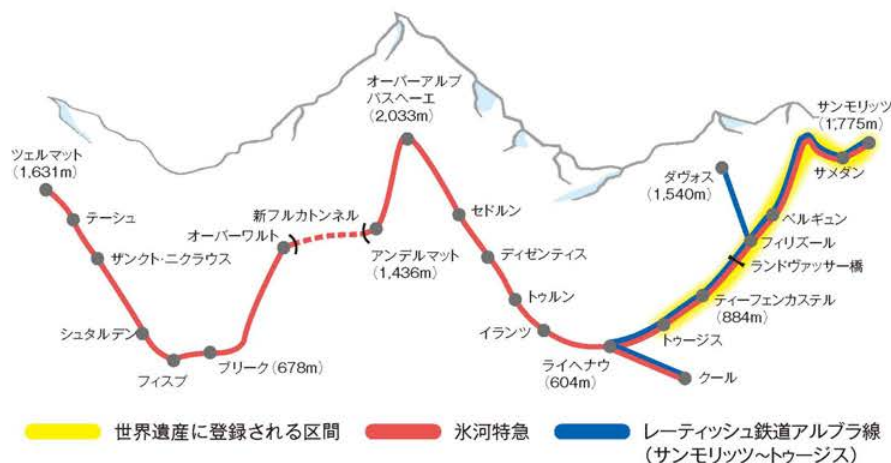 オーバーアルプ
パスヘーエ
(2,033m)
サンモリッツ
(1,775m)
ツェルマット
(1,631m)
ダヴォス
(1,540m)
サメダン
テーシュ
新フルカトンネル
セドルン
ベルギュン
オーバーワルト
フィリズール
ザンクト・ニクラウス
アンデルマット
(1,436m)
ディゼンティス
ランドヴァッサー橋
トゥルン
ティーフェンカステル
(884m)
シュタルデン
イランツ
トゥージス
フィスプ
ブリーク(678m)
ライヘナウ
(604m)
クール
世界遺産に登録される区間
氷河特急
レーティッシュ鉄道アルブラ線
(サンモリッツ～トゥージス)